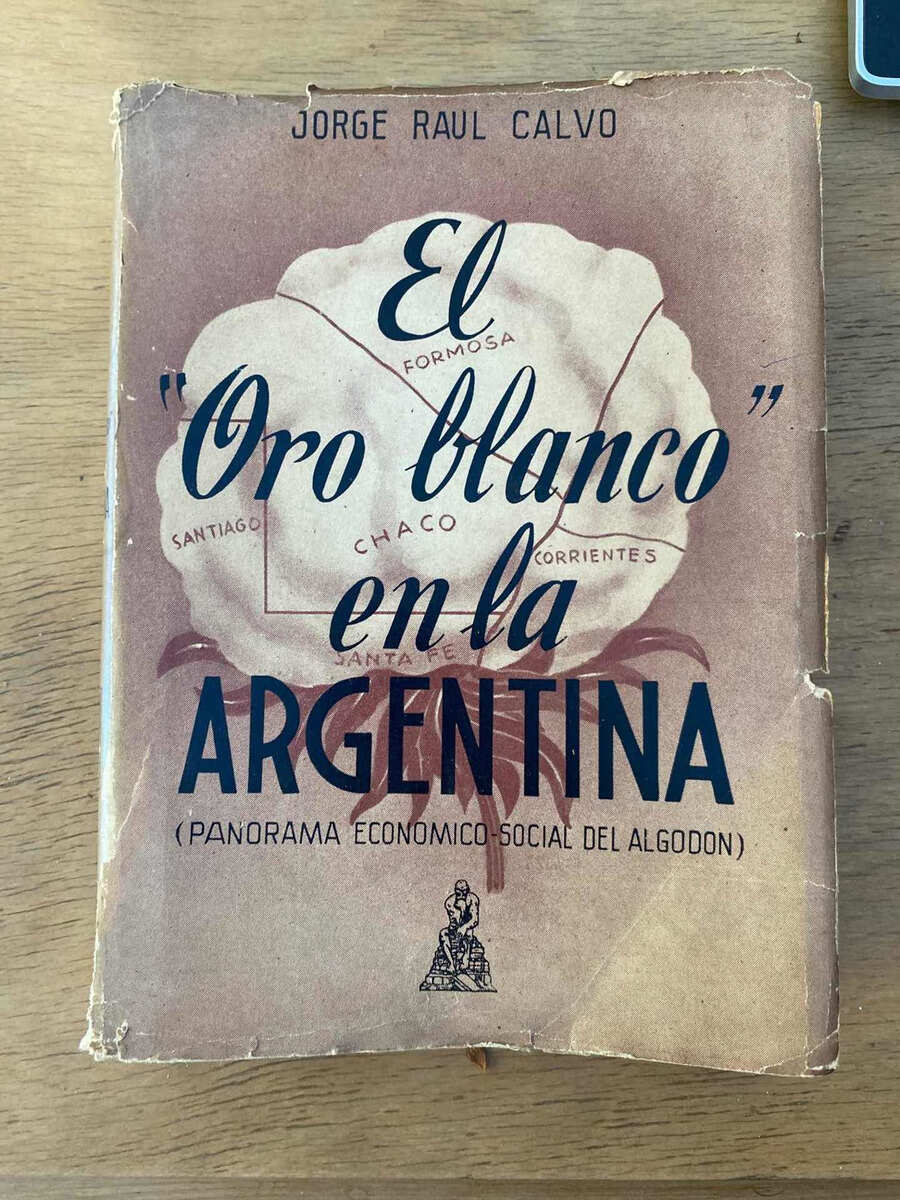 JORGE RAUL CALVO
El
FORMOSA
"Oro blanco"
SANTIAGO
CHACO
CORRIENTES
en la
SANTA FE
ARGENTINA
(PANORAMA ECONOMICO-SOCIAL DEL ALGODON)